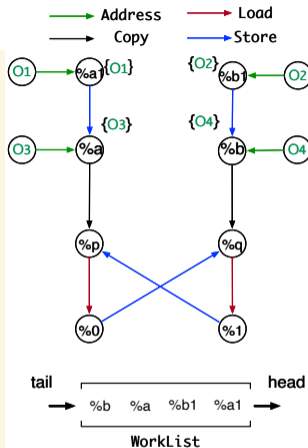 Address Load
Copy Store
O1 %a1 {O1} {O2} %b1 O2
{O3} {O4}
O3 %a %b O4
%p %q
%0 %1
tail head
%b %a %b1 %a1
WorkList